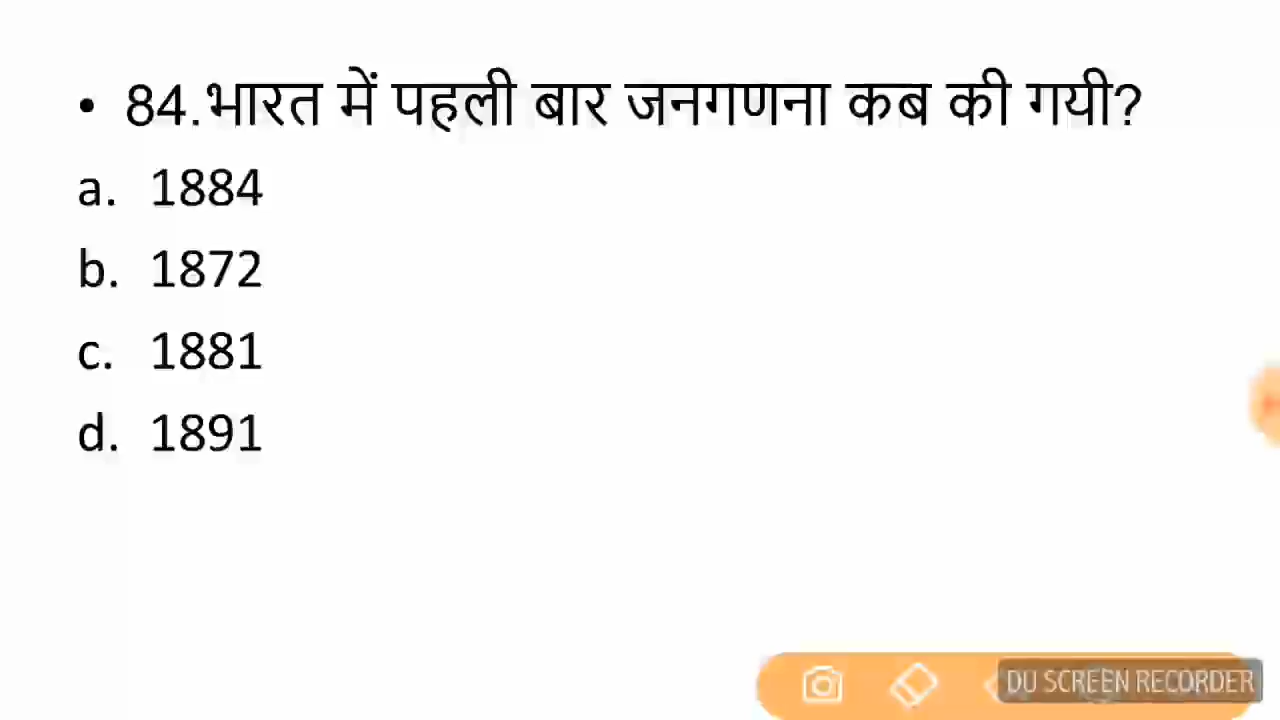 • 84.भारत में पहली बार जनगणना कब की गयी?
a. 1884
b. 1872
c. 1881
d. 1891
DU SCREEN RECORDER